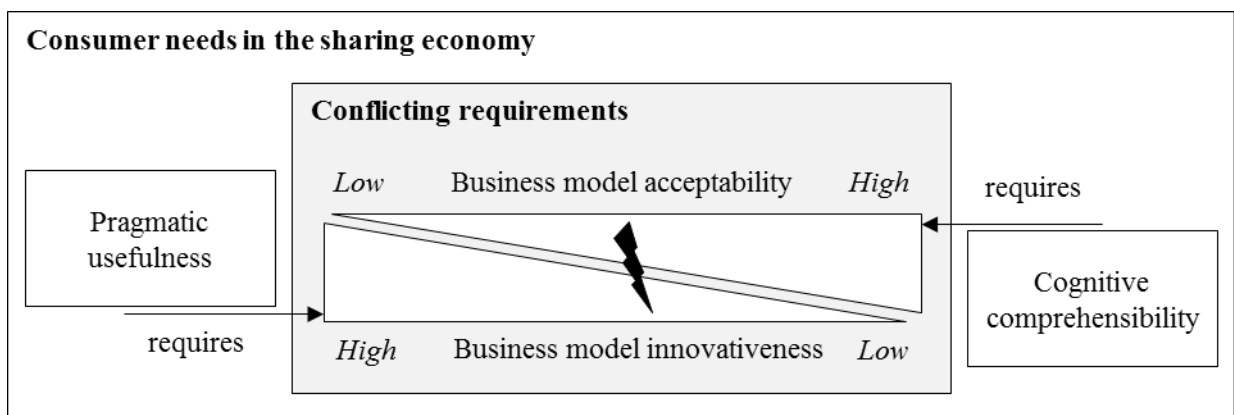 Consumer needs in the sharing economy
Conflicting requirements
Low Business model acceptability High
requires
Pragmatic
usefulness
Cognitive
comprehensibility
requires
High Business model innovativeness Low